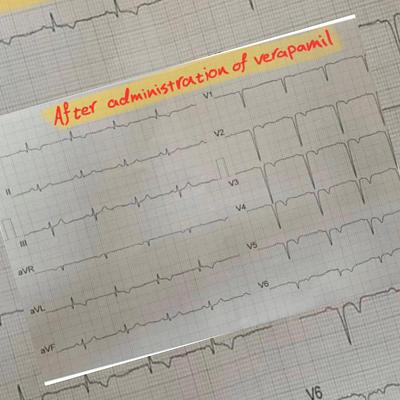 After administration of verapamil
V1
II
V2
III
V3
aVR
V4
aVL
V5
aVF
V6
V6